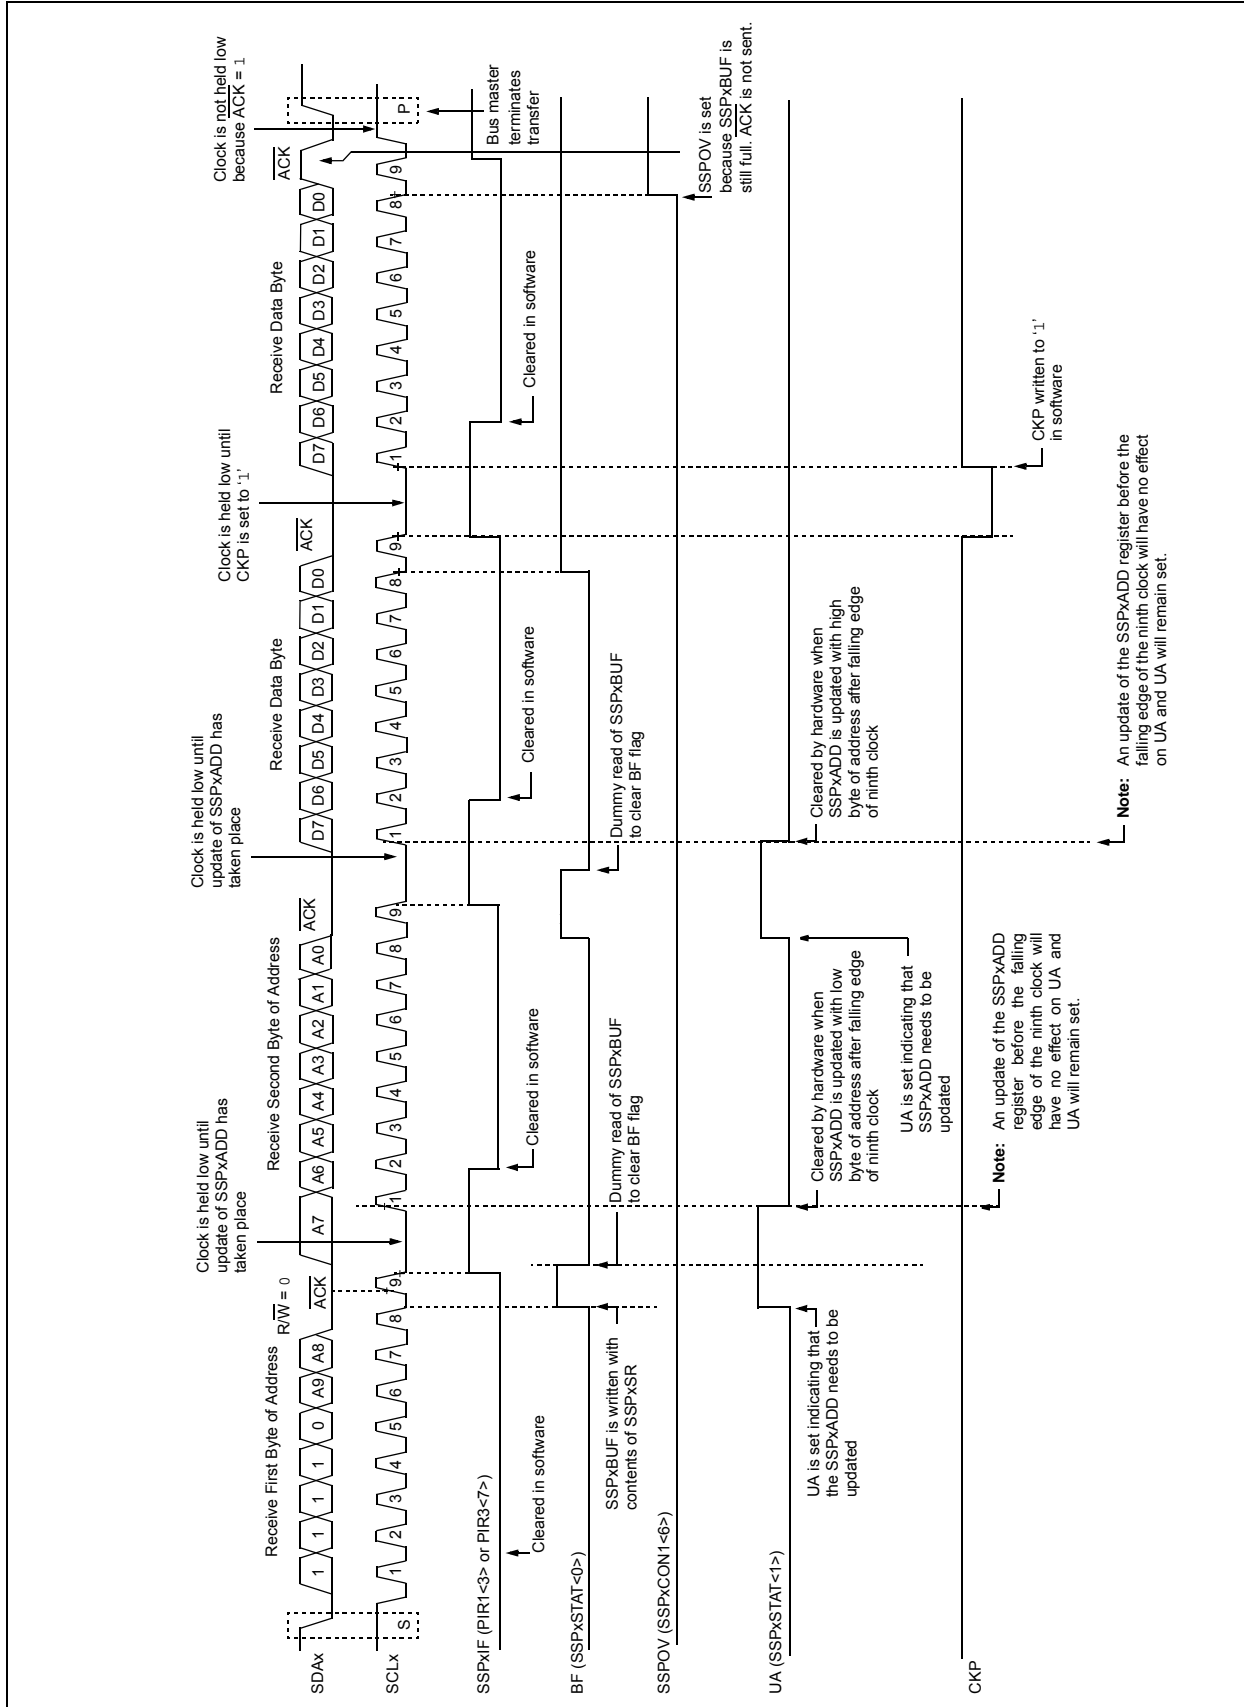 Clock is held low until
update of SSPxADD has
taken place
Clock is held low until
update of SSPxADD has
taken place
Clock is held low until
CKP is set to ‘1’
Clock is not held low
because ACK = 1
Receive First Byte of Address
R/W = 0
ACK
Receive Second Byte of Address
ACK
Receive Data Byte
ACK
Receive Data Byte
ACK
SDAx
1 1 1 1 0 A9 A8 A7 A6 A5 A4 A3 A2 A1 A0 D7 D6 D5 D4 D3 D2 D1 D0 D7 D6 D5 D4 D3 D2 D1 D0
SCLx
S 1 2 3 4 5 6 7 8 9 1 2 3 4 5 6 7 8 9 1 2 3 4 5 6 7 8 9 1 2 3 4 5 6 7 8 9 P
Bus master
terminates
transfer
SSPxIF (PIR1<3> or PIR3<7>)
Cleared in software
Cleared in software
Cleared in software
Cleared in software
BF (SSPxSTAT<0>)
SSPxBUF is written with
contents of SSPxSR
Dummy read of SSPxBUF
to clear BF flag
Dummy read of SSPxBUF
to clear BF flag
SSPOV (SSPxCON1<6>)
SSPOV is set
because SSPxBUF is
still full. ACK is not sent.
UA (SSPxSTAT<1>)
UA is set indicating that
the SSPxADD needs to be
updated
Cleared by hardware when
SSPxADD is updated with low
byte of address after falling edge
of ninth clock
UA is set indicating that
SSPxADD needs to be
updated
Cleared by hardware when
SSPxADD is updated with high
byte of address after falling edge
of ninth clock
CKP
CKP written to ‘1’
in software
Note: An update of the SSPxADD
register before the falling
edge of the ninth clock will
have no effect on UA and
UA will remain set.
Note: An update of the SSPxADD register before the
falling edge of the ninth clock will have no effect
on UA and UA will remain set.